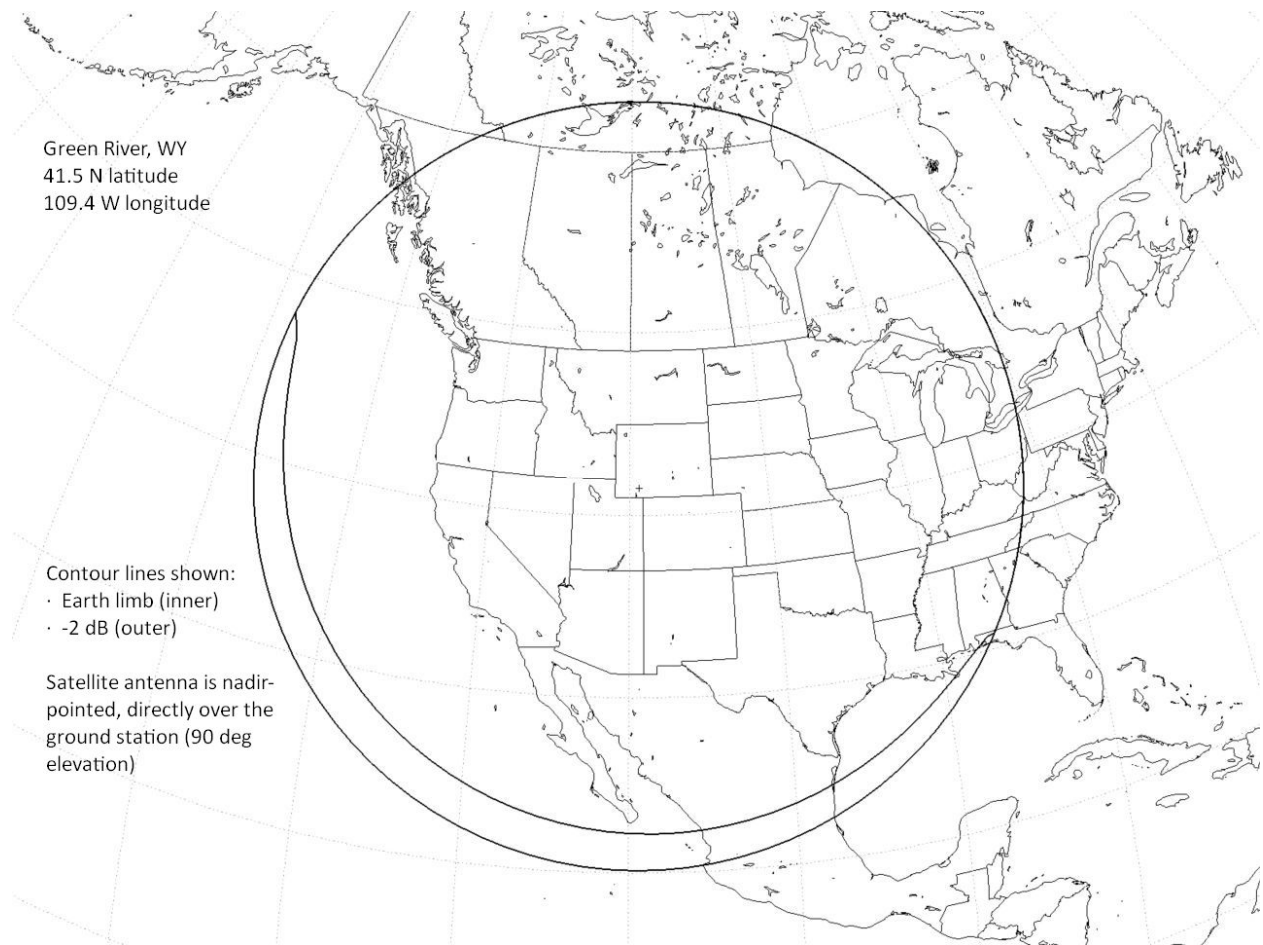 Green River, WY
41.5 N latitude
109.4 W longitude
Contour lines shown:
· Earth limb (inner)
· -2 dB (outer)
Satellite antenna is nadir-
pointed, directly over the
ground station (90 deg
elevation)